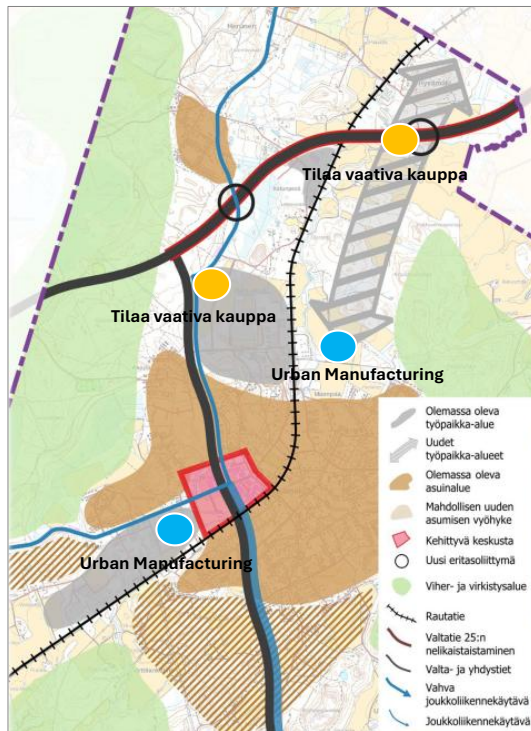 Tilaa vaativa kauppa
Tilaa vaativa kauppa
Urban Manufacturing
Urban Manufacturing
Olemassa oleva
työpaikka-alue
Uudet
työpaikka-alueet
Olemassa oleva
asuinalue
Mahdollisen uuden
asumisen vyöhyke
Kehittyvä keskusta
Uusi eritasoliittymä
Viher- ja virkistysalue
Rautatie
Valtatie 25:n
nelikaistaistaminen
Valta- ja yhdystiet
Vahva
joukkoliikennekäytävä
Joukkoliikennekäytävä